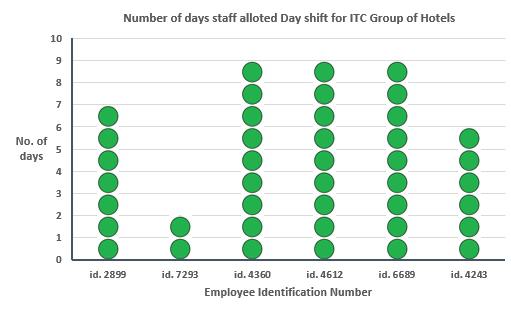 Number of days staff alloted Day shift for ITC Group of Hotels
10
9
8
7
6
5
4
3
2
1
0
No. of
days
id. 2899 id. 7293 id. 4360 id. 4612 id. 6689 id. 4243
Employee Identification Number